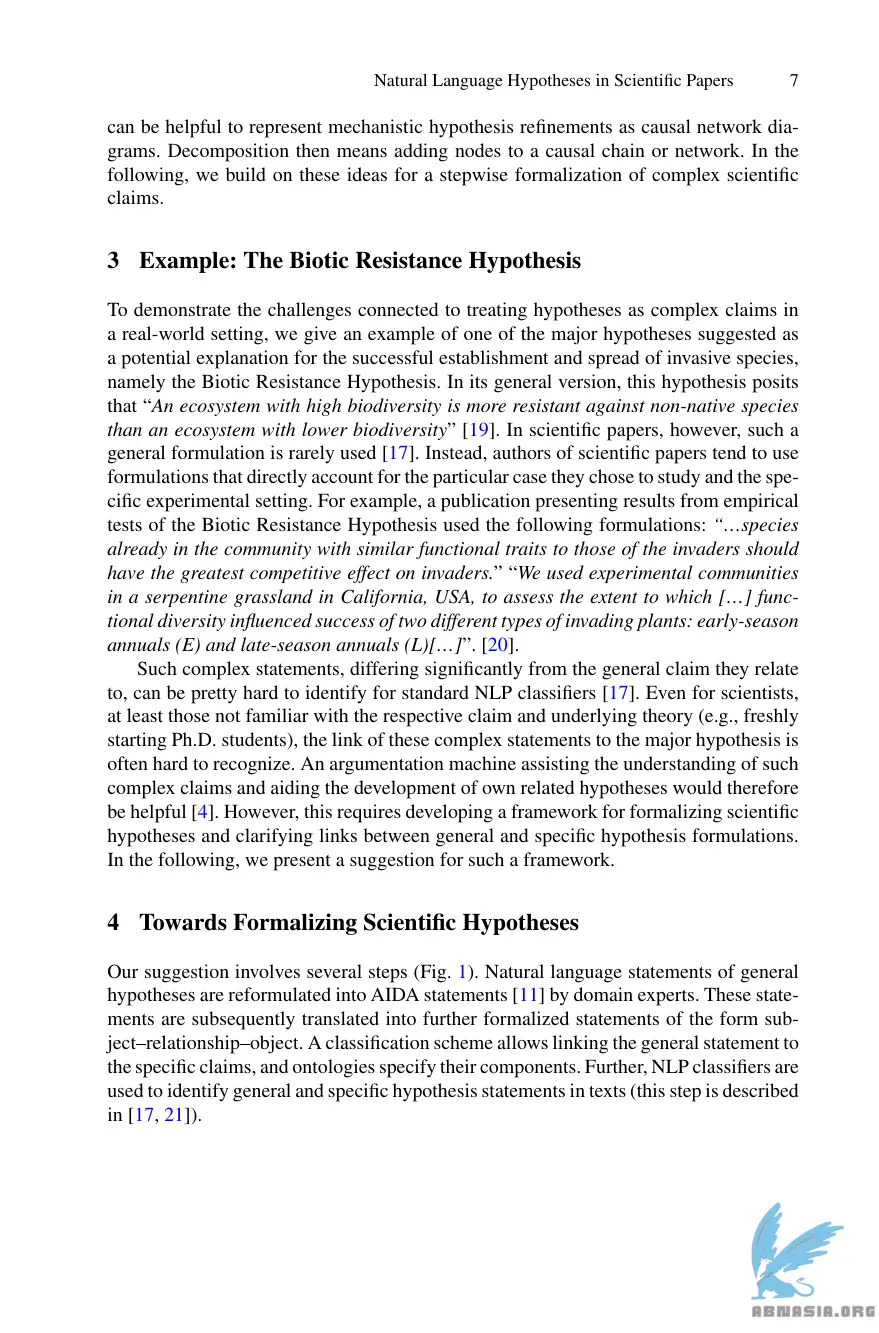 Natural Language Hypotheses in Scientific Papers 7
can be helpful to represent mechanistic hypothesis refinements as causal network dia-
grams. Decomposition then means adding nodes to a causal chain or network. In the
following, we build on these ideas for a stepwise formalization of complex scientific
claims.
3 Example: The Biotic Resistance Hypothesis
To demonstrate the challenges connected to treating hypotheses as complex claims in
a real-world setting, we give an example of one of the major hypotheses suggested as
a potential explanation for the successful establishment and spread of invasive species,
namely the Biotic Resistance Hypothesis. In its general version, this hypothesis posits
that “An ecosystem with high biodiversity is more resistant against non-native species
than an ecosystem with lower biodiversity” [19]. In scientific papers, however, such a
general formulation is rarely used [17]. Instead, authors of scientific papers tend to use
formulations that directly account for the particular case they chose to study and the spe-
cific experimental setting. For example, a publication presenting results from empirical
tests of the Biotic Resistance Hypothesis used the following formulations: “…species
already in the community with similar functional traits to those of the invaders should
have the greatest competitive effect on invaders.” “We used experimental communities
in a serpentine grassland in California, USA, to assess the extent to which […] func-
tional diversity influenced success of two different types of invading plants: early-season
annuals (E) and late-season annuals (L)[…]”. [20].
Such complex statements, differing significantly from the general claim they relate
to, can be pretty hard to identify for standard NLP classifiers [17]. Even for scientists,
at least those not familiar with the respective claim and underlying theory (e.g., freshly
starting Ph.D. students), the link of these complex statements to the major hypothesis is
often hard to recognize. An argumentation machine assisting the understanding of such
complex claims and aiding the development of own related hypotheses would therefore
be helpful [4]. However, this requires developing a framework for formalizing scientific
hypotheses and clarifying links between general and specific hypothesis formulations.
In the following, we present a suggestion for such a framework.
4 Towards Formalizing Scientific Hypotheses
Our suggestion involves several steps (Fig. 1). Natural language statements of general
hypotheses are reformulated into AIDA statements [11] by domain experts. These state-
ments are subsequently translated into further formalized statements of the form sub-
ject–relationship–object. A classification scheme allows linking the general statement to
the specific claims, and ontologies specify their components. Further, NLP classifiers are
used to identify general and specific hypothesis statements in texts (this step is described
in [17, 21]).
ABNASIA.ORG